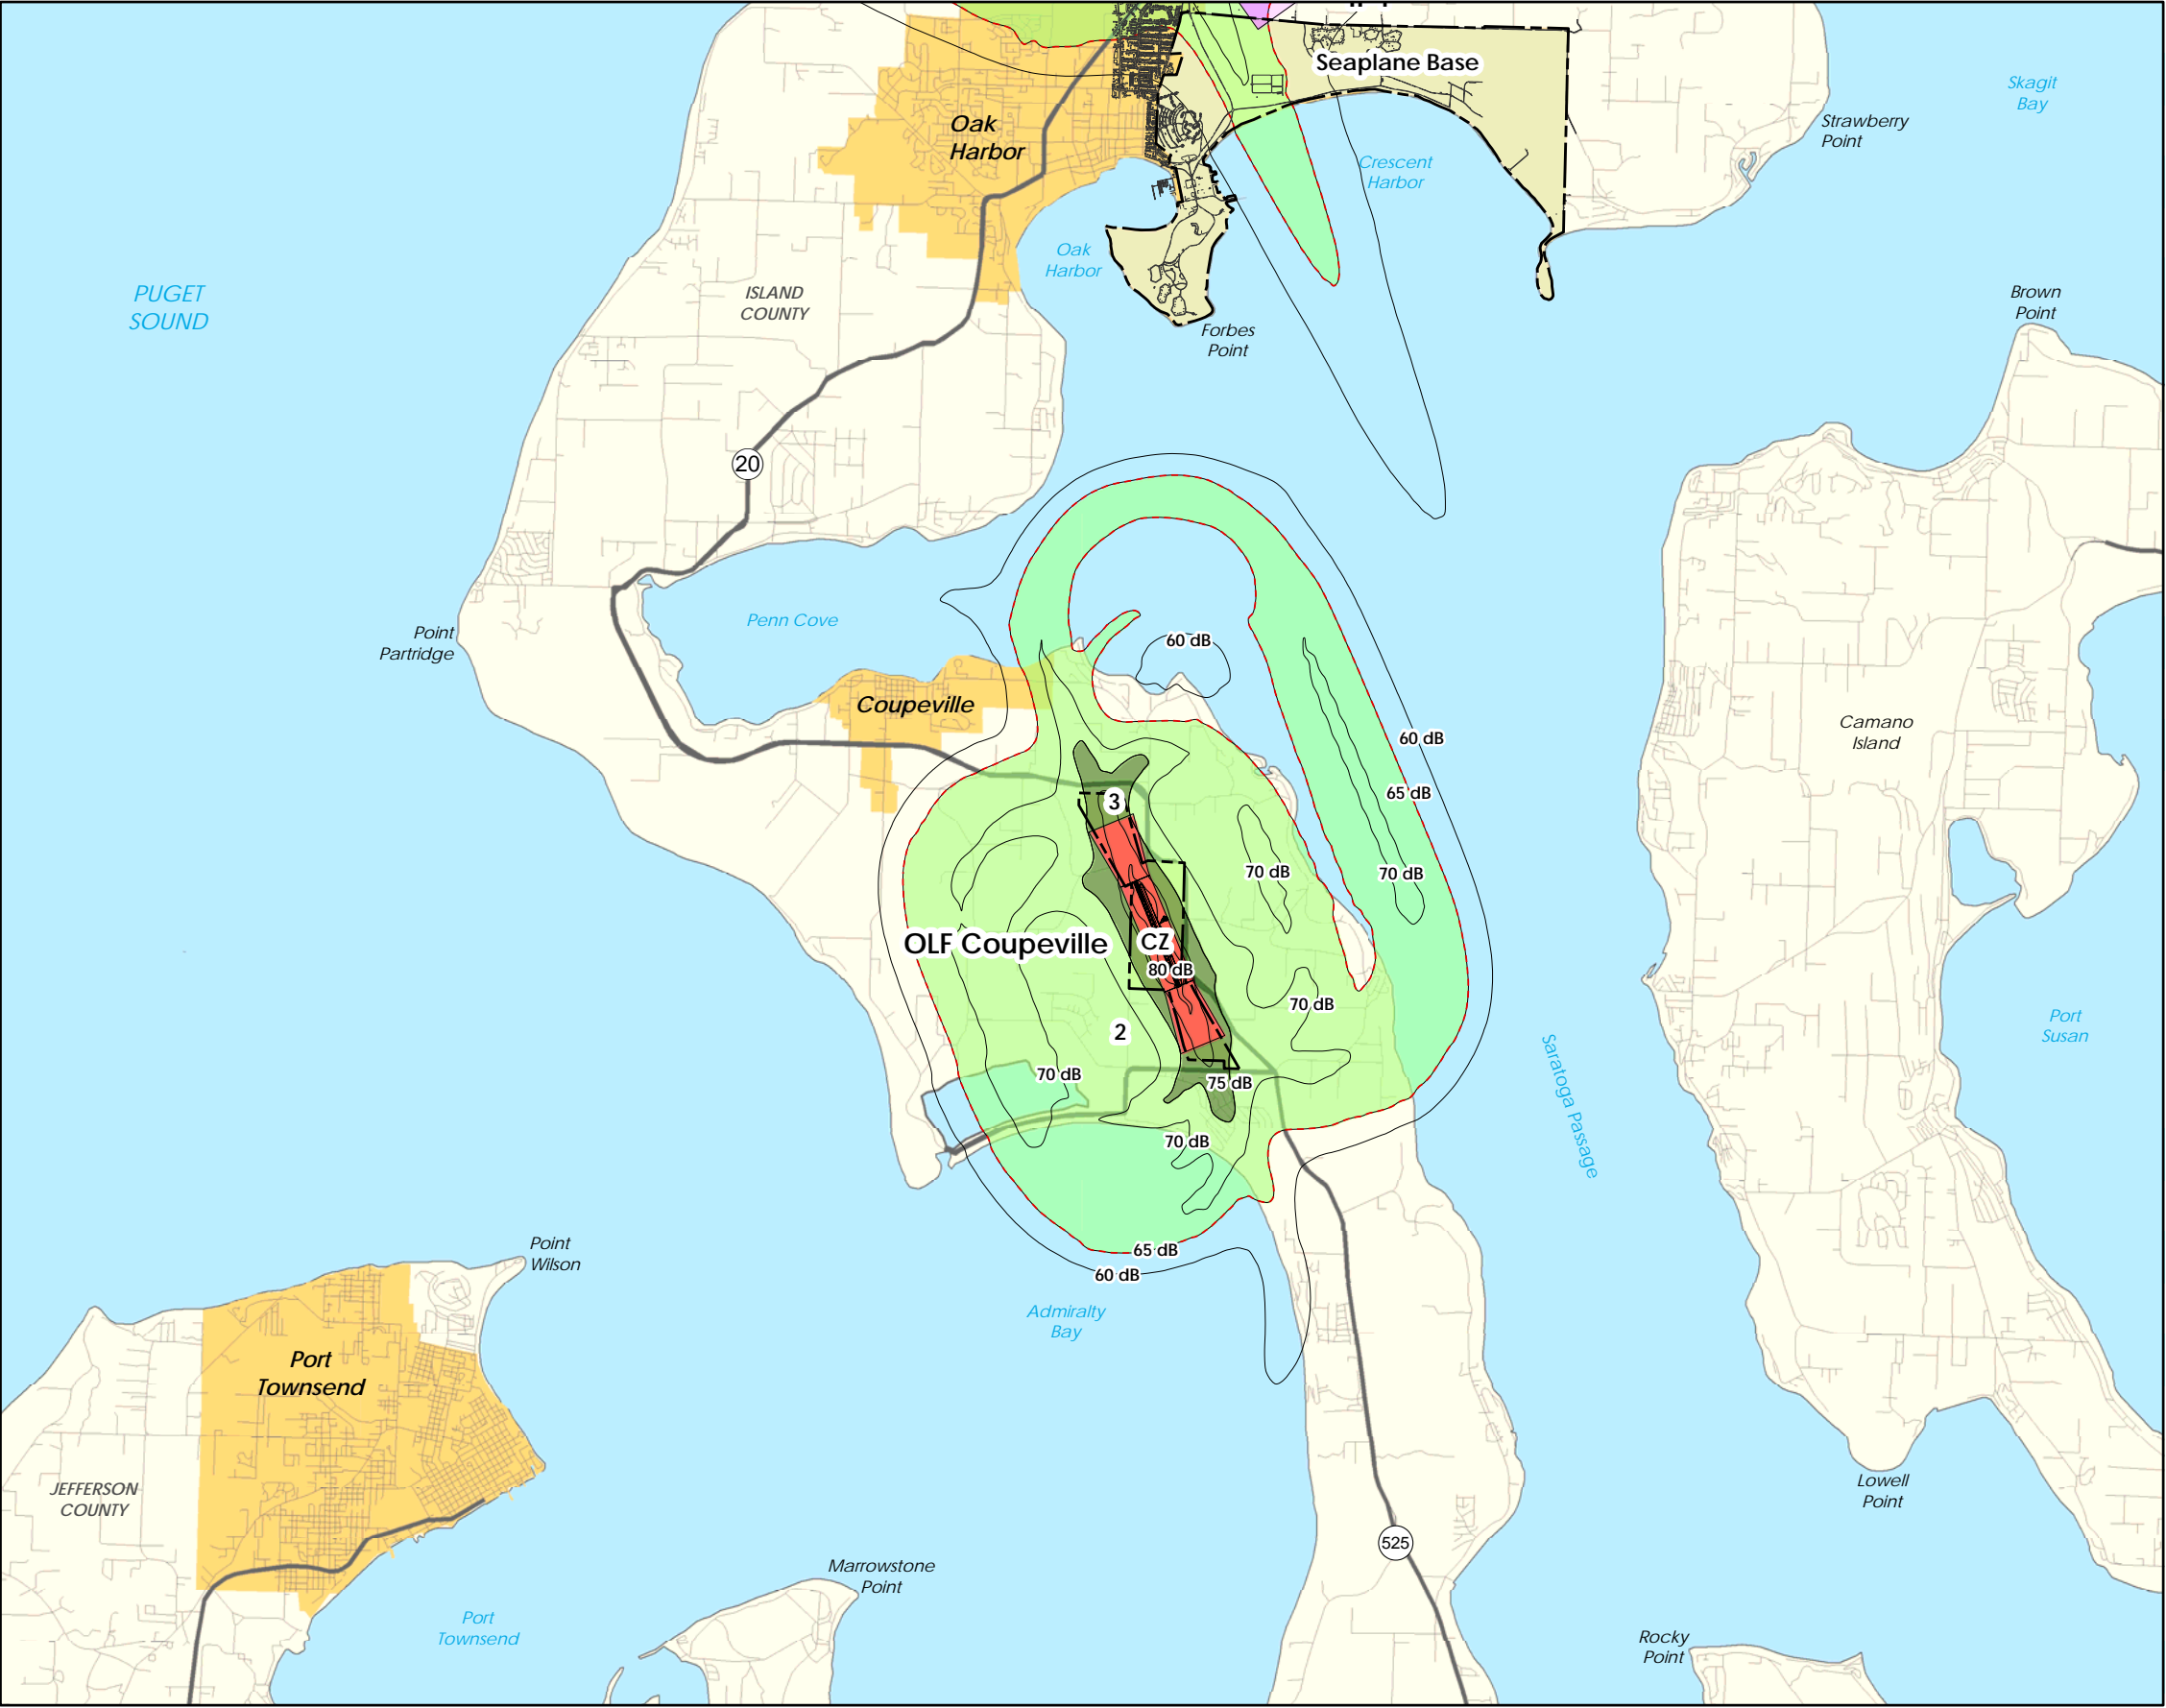 Seaplane Base
Skagit
Bay
Strawberry
Point
Oak
Harbor
Crescent
Harbor
Oak
Harbor
PUGET
SOUND
ISLAND
COUNTY
Brown
Point
Forbes
Point
20
Point
Partridge
Penn Cove
60 dB
Coupeville
Camano
Island
60 dB
65 dB
3
70 dB
70 dB
OLF Coupeville
CZ
80 dB
70 dB
2
Port
Susan
Saratoga Passage
70 dB
75 dB
70 dB
Point
Wilson
65 dB
60 dB
Admiralty
Bay
Port
Townsend
JEFFERSON
COUNTY
Lowell
Point
525
Marrowstone
Point
Port
Townsend
Rocky
Point